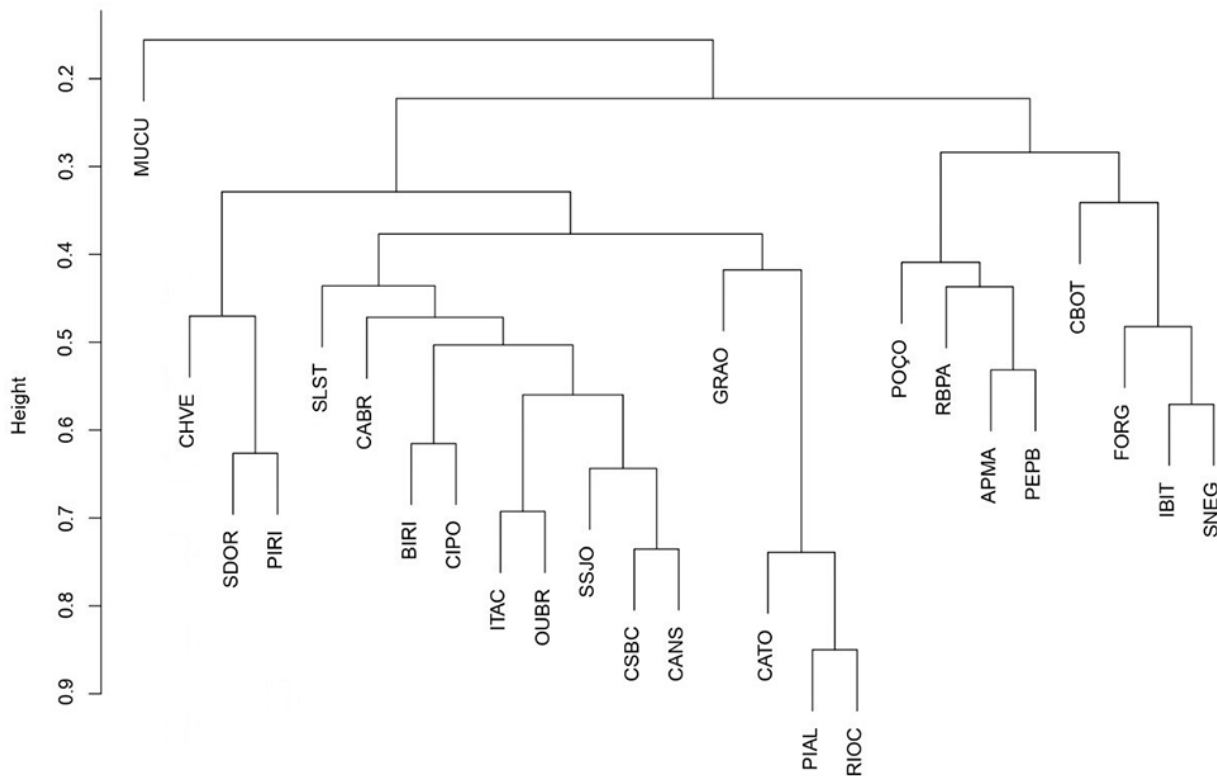 Height
0.2
0.3
0.4
0.5
0.6
0.7
0.8
0.9
MUCU
CHVE
SDOR
PIRI
SLST
CABR
BIRI
CIPO
ITAC
OUBR
SSJO
CSBC
CANS
GRAO
CATO
PIAL
RIOC
POÇO
RBPA
APMA
PEPB
CBOT
FORG
IBIT
SNEG